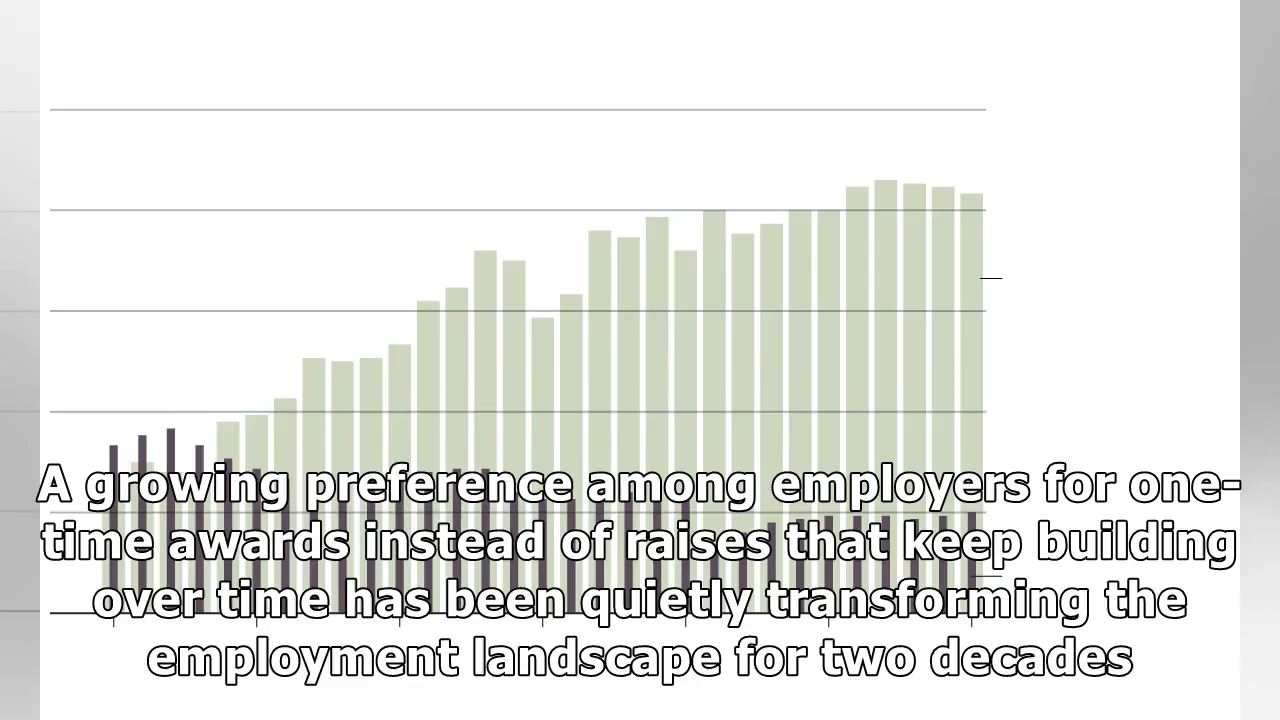 A growing preference among employers for one-
time awards instead of raises that keep building
over time has been quietly transforming the
employment landscape for two decades